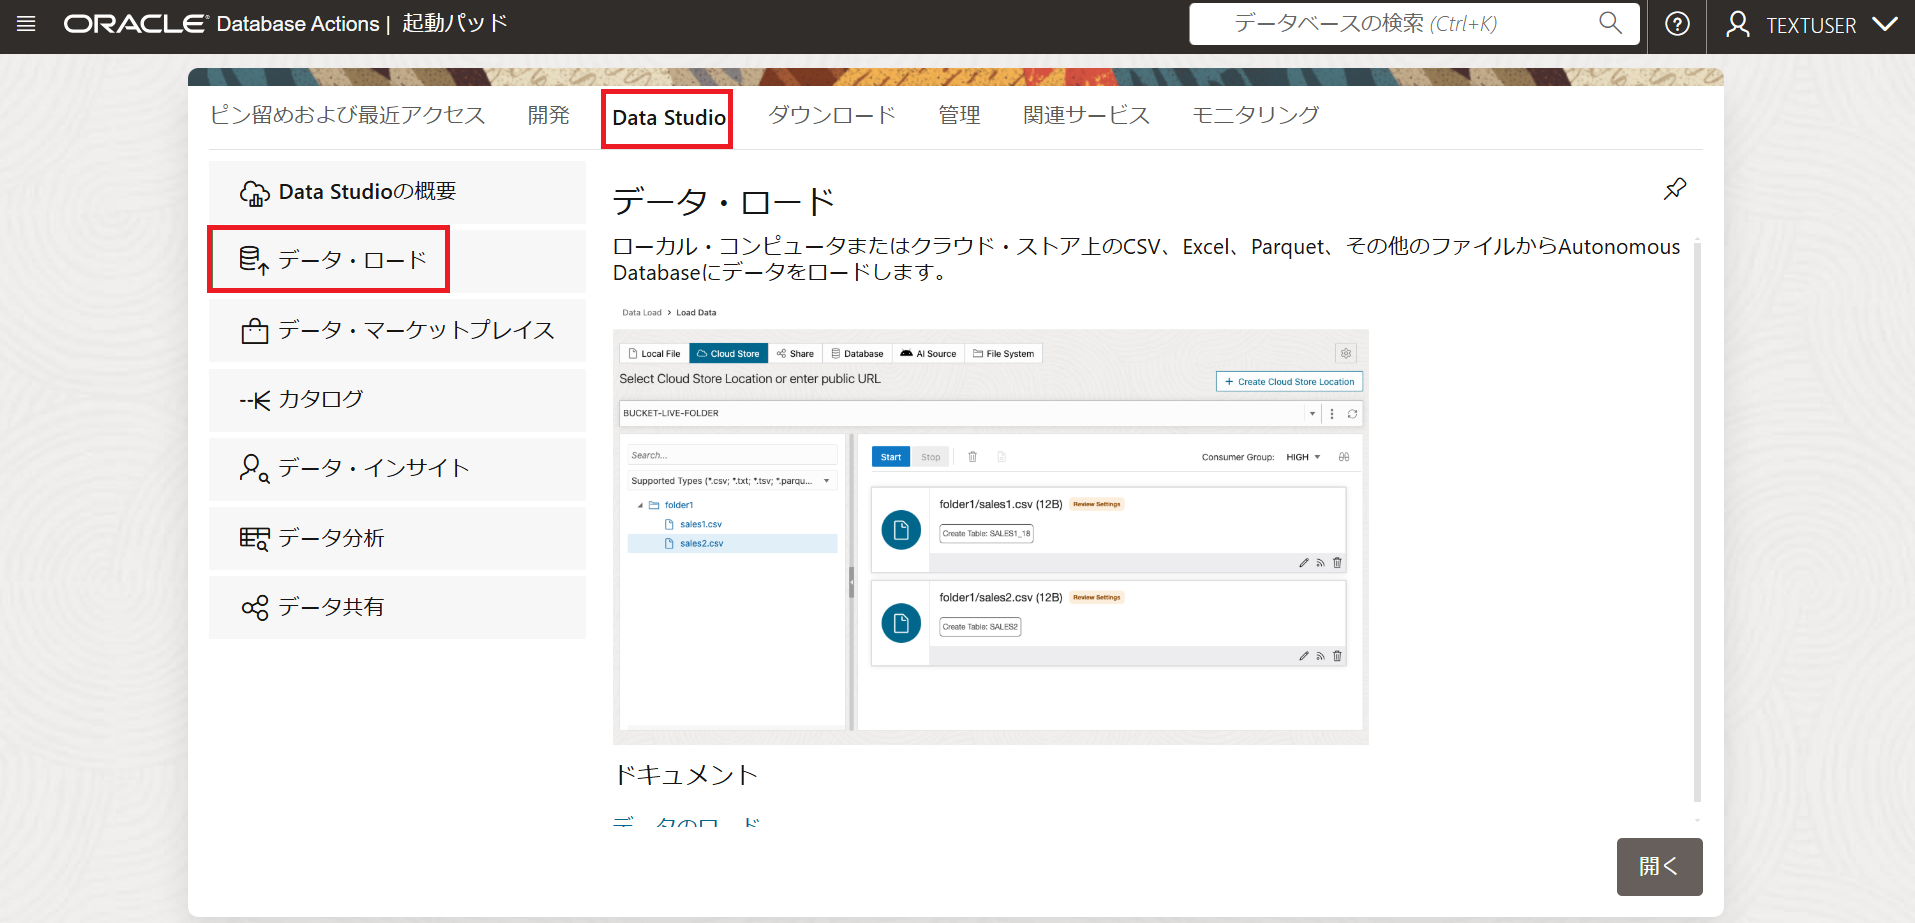 ORACLE Database Actions | 起動パッド
データベースの検索 (Ctrl+K)
TEXTUSER
ピン留めおよび最近アクセス
開発
Data Studio
ダウンロード
管理
関連サービス
モニタリング
Data Studioの概要
データ・ロード
データ・マーケットプレイス
カタログ
データ・インサイト
データ分析
データ共有
データ・ロード
ローカル・コンピュータまたはクラウド・ストア上のCSV、Excel、Parquet、その他のファイルからAutonomous
Databaseにデータをロードします。
Data Load > Load Data
Local File
Cloud Store
Share
Database
AI Source
File System
Select Cloud Store Location or enter public URL
+ Create Cloud Store Location
BUCKET-LIVE-FOLDER
Search...
Supported Types (*.csv; *.txt; *.tsv; *.parqu...
folder1
sales1.csv
sales2.csv
Start
Stop
Consumer Group: HIGH
folder1/sales1.csv (12B) Review Settings
Create Table: SALES1_18
folder1/sales2.csv (12B) Review Settings
Create Table: SALES2
ドキュメント
データのロード
開く